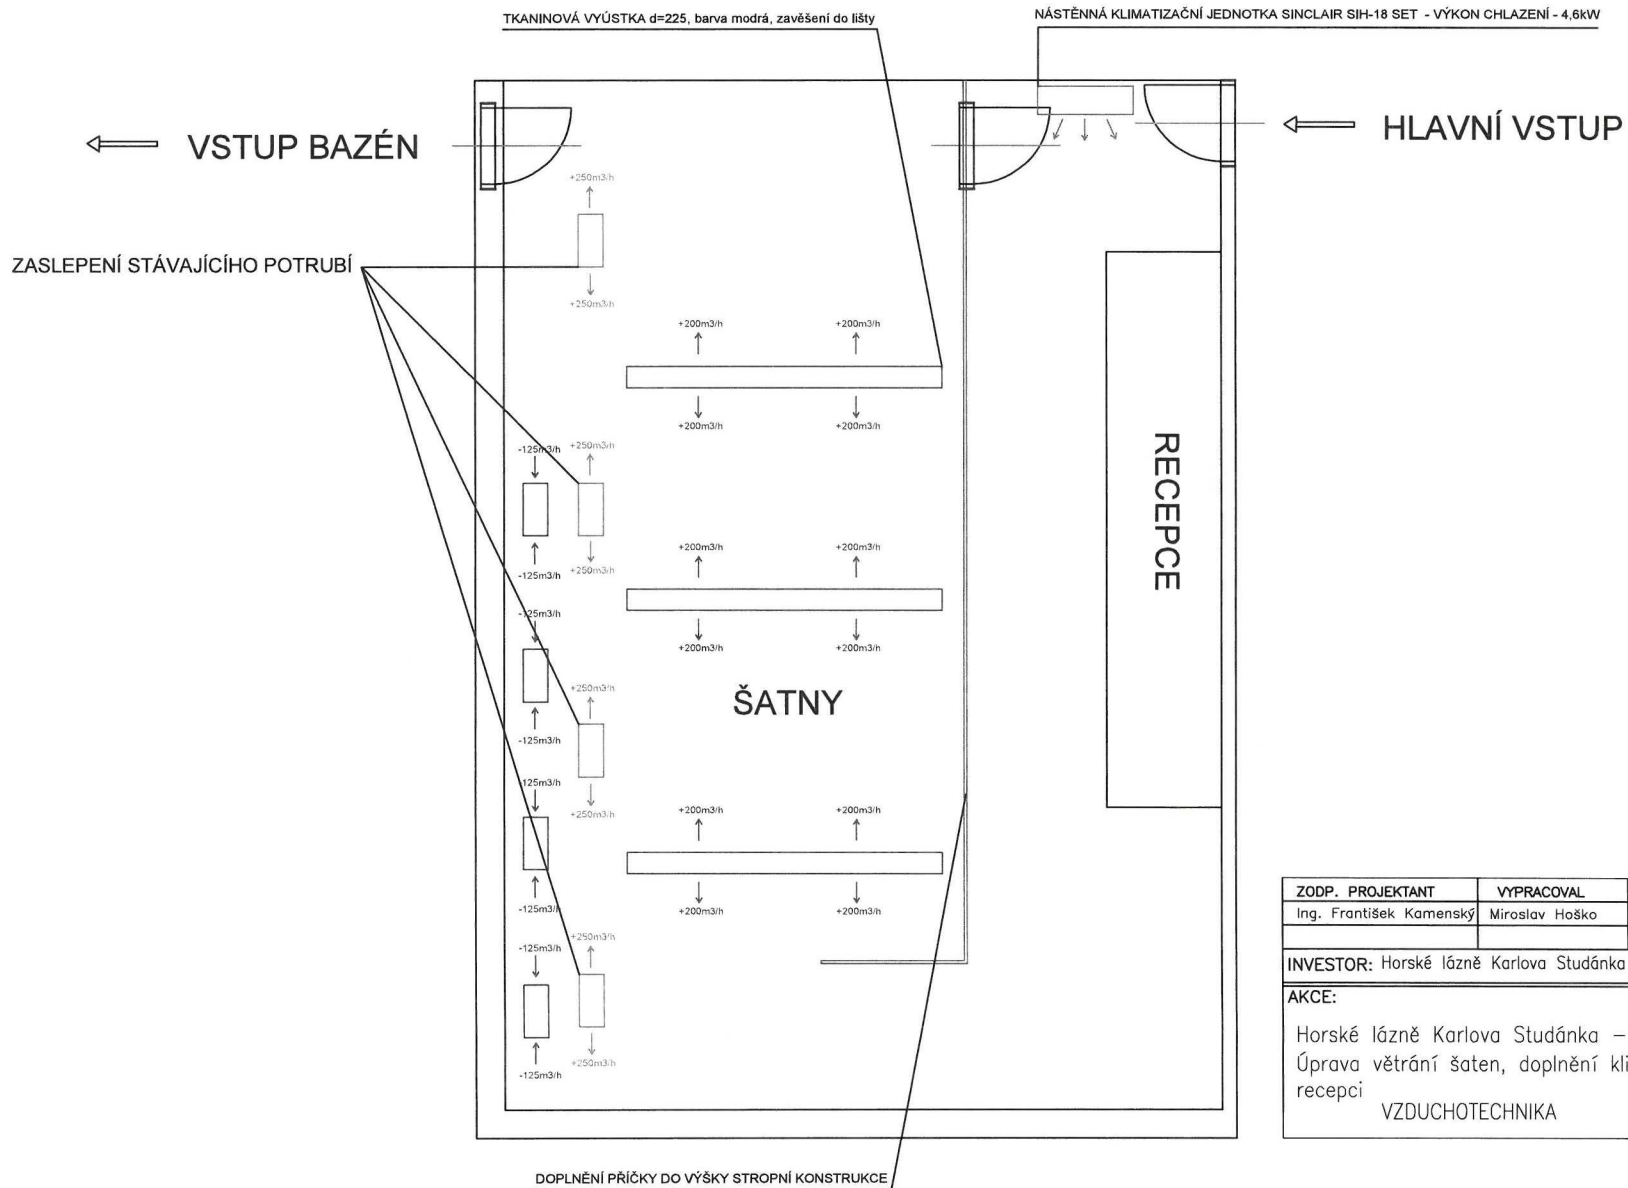 TKANINOVÁ VYÚSTKA d=225, barva modrá, zavěšení do lišty
NÁSTĚNNÁ KLIMATIZAČNÍ JEDNOTKA SINCLAIR SIH-18 SET - VÝKON CHLAZENÍ - 4,6kW
VSTUP BAZÉN
HLAVNÍ VSTUP
+250m3/h
ZASLEPENÍ STÁVAJÍCÍHO POTRUBÍ
+250m3/h
+200m3/h
+200m3/h
+200m3/h
+200m3/h
-125m3/h
+250m3/h
RECEPCE
-125m3/h
+250m3/h
+200m3/h
+200m3/h
-125m3/h
+200m3/h
+200m3/h
+250m3/h
ŠATNY
-125m3/h
-125m3/h
+250m3/h
+200m3/h
+200m3/h
-125m3/h
+200m3/h
+200m3/h
-125m3/h
+250m3/h
-125m3/h
+250m3/h
ZODP. PROJEKTANT
VYPRACOVAL
Ing. František Kamenský
Miroslav Hoško
INVESTOR: Horské lázně Karlova Studánka
AKCE:
Horské lázně Karlova Studánka –
Úprava větrání šaten, doplnění kli
recepci
VZDUCHOTECHNIKA
DOPLNĚNÍ PŘÍČKY DO VÝŠKY STROPNÍ KONSTRUKCE